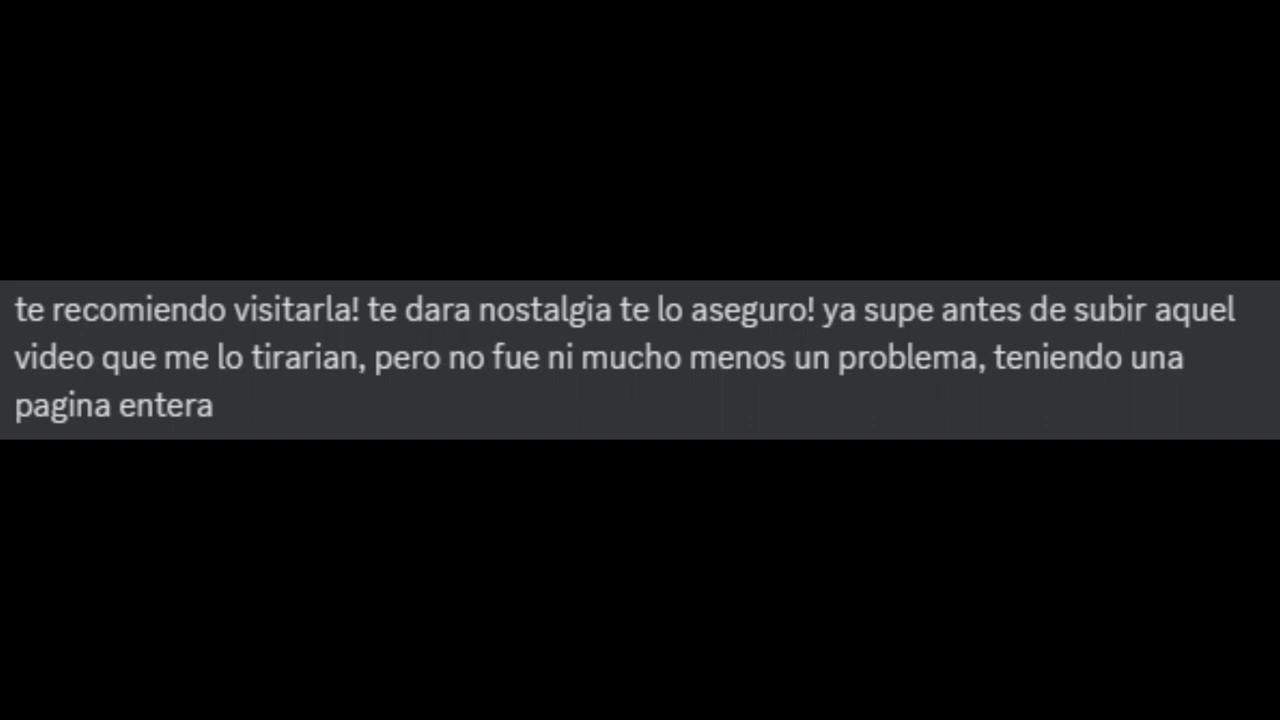 te recomiendo visitarla! te dara nostalgia te lo aseguro! ya supe antes de subir aquel
video que me lo tirarian, pero no fue ni mucho menos un problema, teniendo una
pagina entera